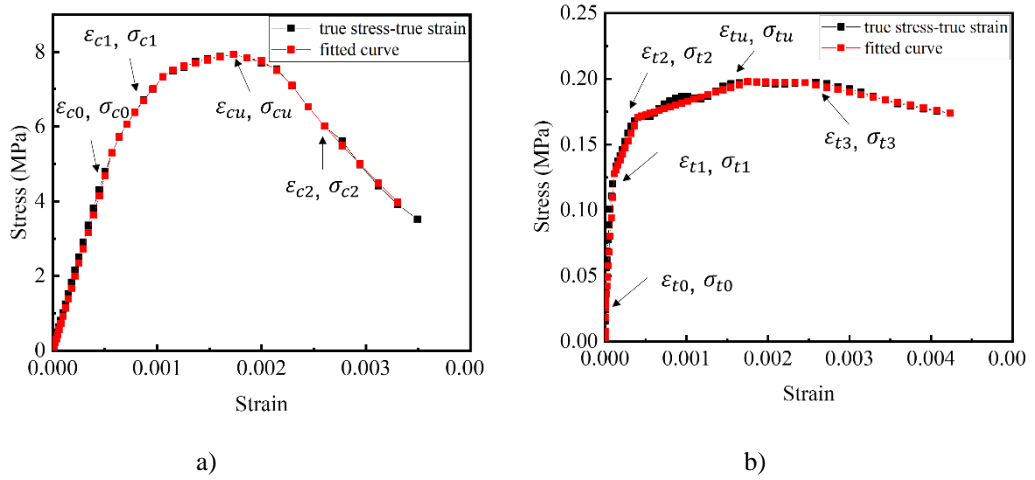 true stress-true strain
fitted curve
εc1, σc1
εc0, σc0
εcu, σcu
εc2, σc2
8
6
4
2
0
Stress (MPa)
0.000 0.001 0.002 0.003 0.00
Strain
a)
true stress-true strain
fitted curve
εtu, σtu
εt2, σt2
εt3, σt3
εt1, σt1
εt0, σt0
0.25
0.20
0.15
0.10
0.05
0.00
Stress (MPa)
0.000 0.001 0.002 0.003 0.004 0.00
Strain
b)